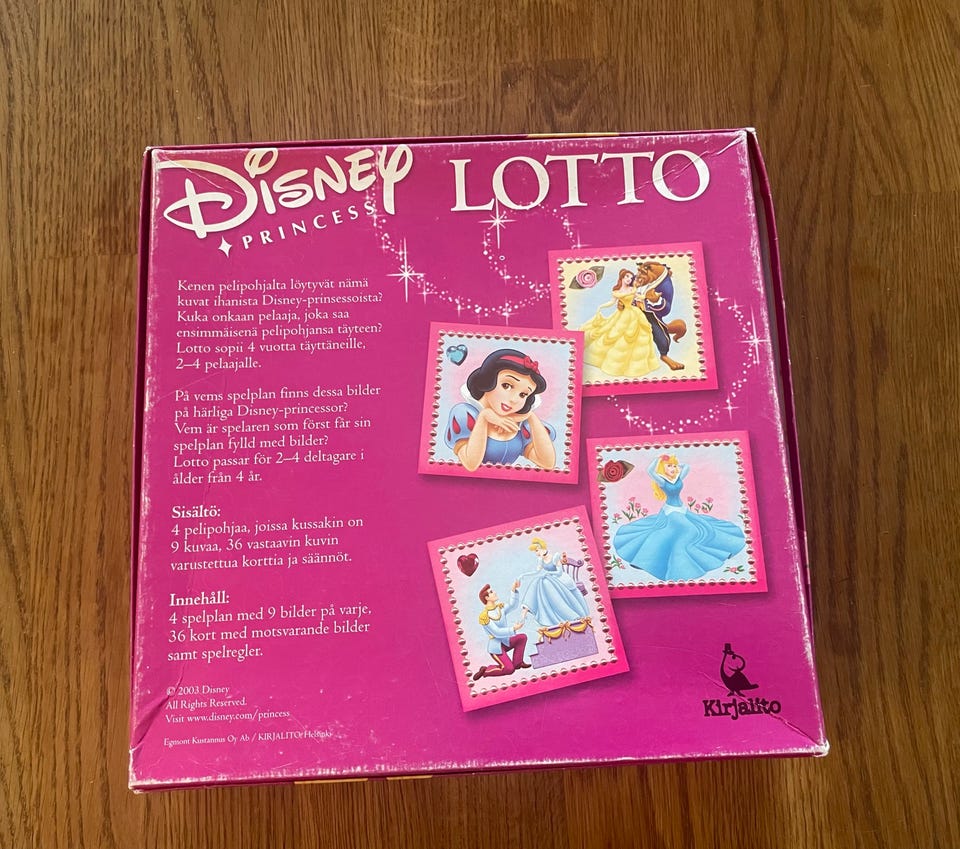 Disney
PRINCESS
LOTTO
Kenen pelipohjalta löytyvät nämä
kuvat ihanista Disney-prinsessoista?
Kuka onkaan pelaaja, joka saa
ensimmäisenä pelipohjansa täyteen?
Lotto sopii 4 vuotta täyttäneille,
2–4 pelaajalle.
På vems spelplan finns dessa bilder
på härliga Disney-princessor?
Vem är spelaren som först får sin
spelplan fylld med bilder?
Lotto passar för 2–4 deltagare i
ålder från 4 år.
Sisältö:
4 pelipohjaa, joissa kussakin on
9 kuvaa, 36 vastaavin kuvin
varustettua korttia ja säännöt.
Innehåll:
4 spelplan med 9 bilder på varje,
36 kort med motsvarande bilder
samt spelregler.
© 2003 Disney
All Rights Reserved.
Visit www.disney.com/princess
Egmont Kustannus Oy Ab / KIRJALITO, Helsinki
Kirjalito